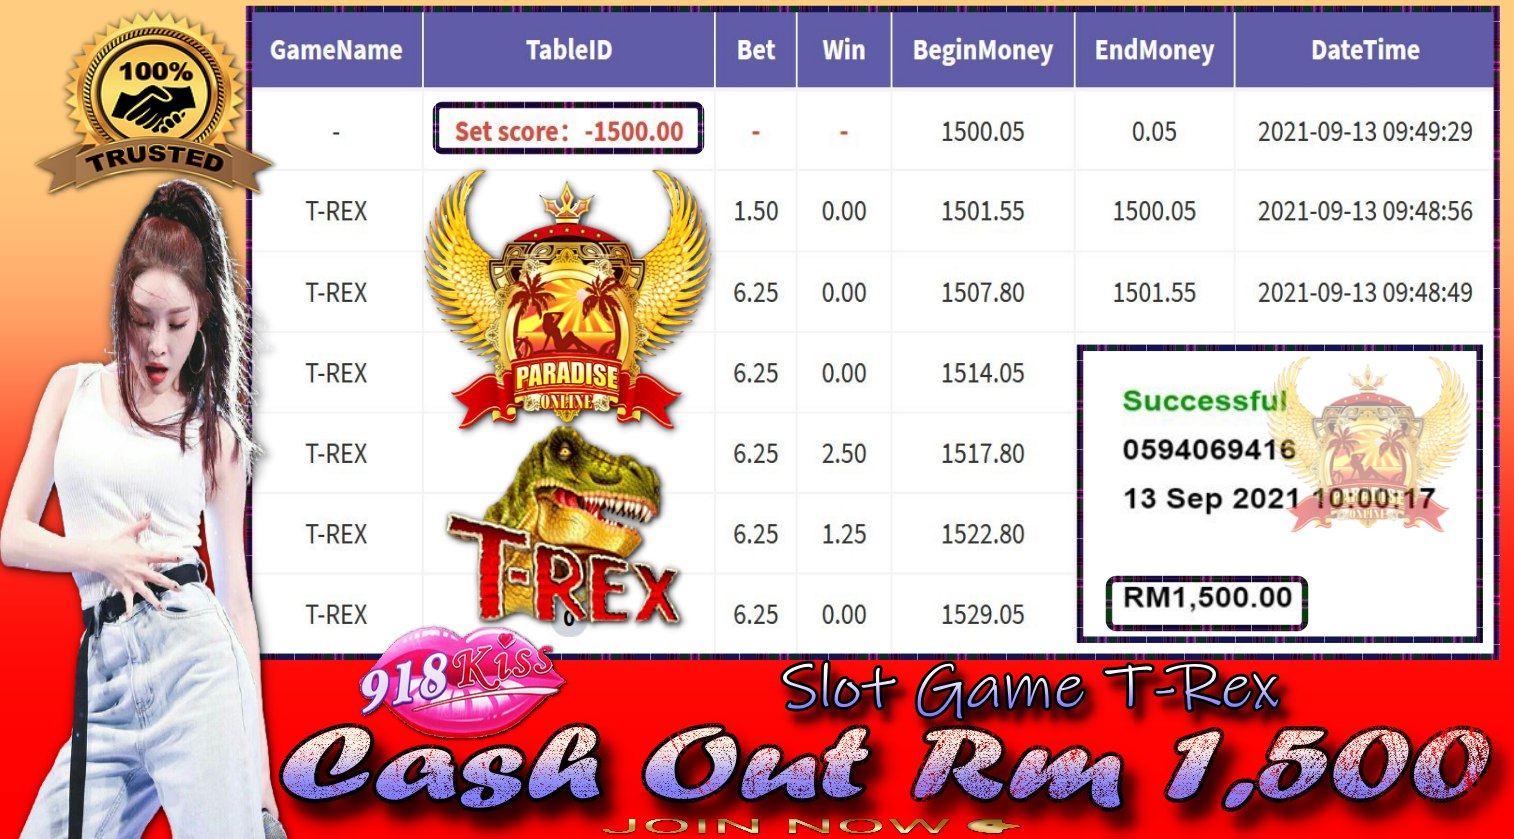 100%
TRUSTED
GameName TableID Bet Win BeginMoney EndMoney DateTime
- Set score: -1500.00 - - 1500.05 0.05 2021-09-13 09:49:29
T-REX 1.50 0.00 1501.55 1500.05 2021-09-13 09:48:56
T-REX 6.25 0.00 1507.80 1501.55 2021-09-13 09:48:49
T-REX 6.25 0.00 1514.05
T-REX 6.25 2.50 1517.80
T-REX 6.25 1.25 1522.80
T-REX 6.25 0.00 1529.05
PARADISE
ONLINE
T-REX
0
Successful
0594069416
13 Sep 2021 10:00:17
ONLINE
RM1,500.00
918Kiss
Slot Game T-Rex
Cash Out Rm 1,500
JOIN NOW